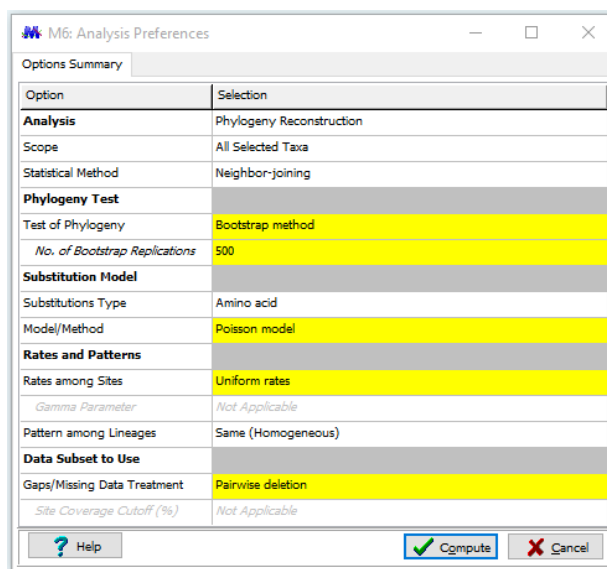 M6: Analysis Preferences
Options Summary
Option Selection
Analysis Phylogeny Reconstruction
Scope All Selected Taxa
Statistical Method Neighbor-joining
Phylogeny Test
Test of Phylogeny Bootstrap method
No. of Bootstrap Replications 500
Substitution Model
Substitutions Type Amino acid
Model/Method Poisson model
Rates and Patterns
Rates among Sites Uniform rates
Gamma Parameter Not Applicable
Pattern among Lineages Same (Homogeneous)
Data Subset to Use
Gaps/Missing Data Treatment Pairwise deletion
Site Coverage Cutoff (%) Not Applicable
? Help Compute Cancel